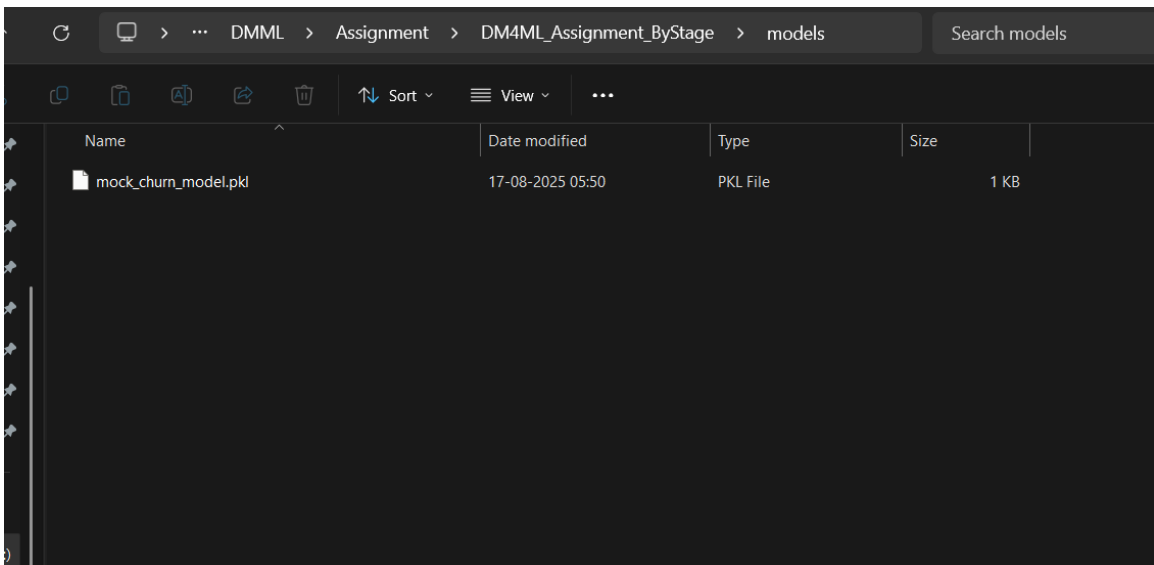 ··· DMML > Assignment > DM4ML_Assignment_ByStage > models Search models
Sort View ···
Name Date modified Type Size
mock_churn_model.pkl 17-08-2025 05:50 PKL File 1 KB
:)